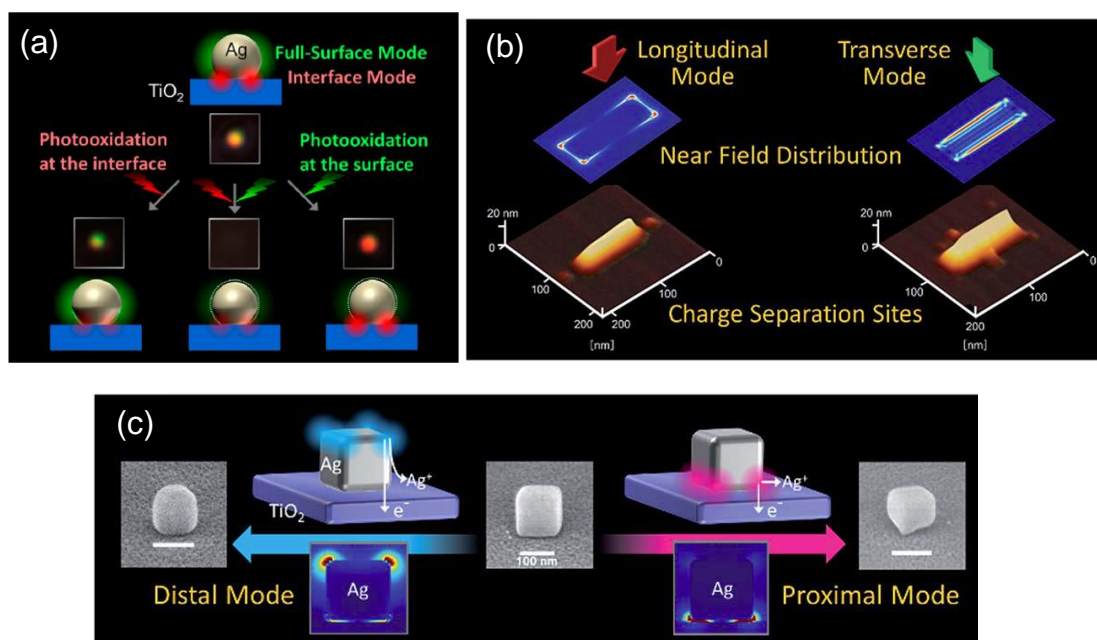 (a)
Ag
Full-Surface Mode
Interface Mode
TiO2
Photooxidation
at the interface
Photooxidation
at the surface
(b)
Longitudinal
Mode
Transverse
Mode
Near Field Distribution
20 nm
0
0
100
100
200
200
[nm]
20 nm
0
0
100
100
200
[nm]
Charge Separation Sites
(c)
Ag
Ag+
e-
TiO2
Distal Mode
Ag
100 nm
Ag+
e-
Ag
Proximal Mode